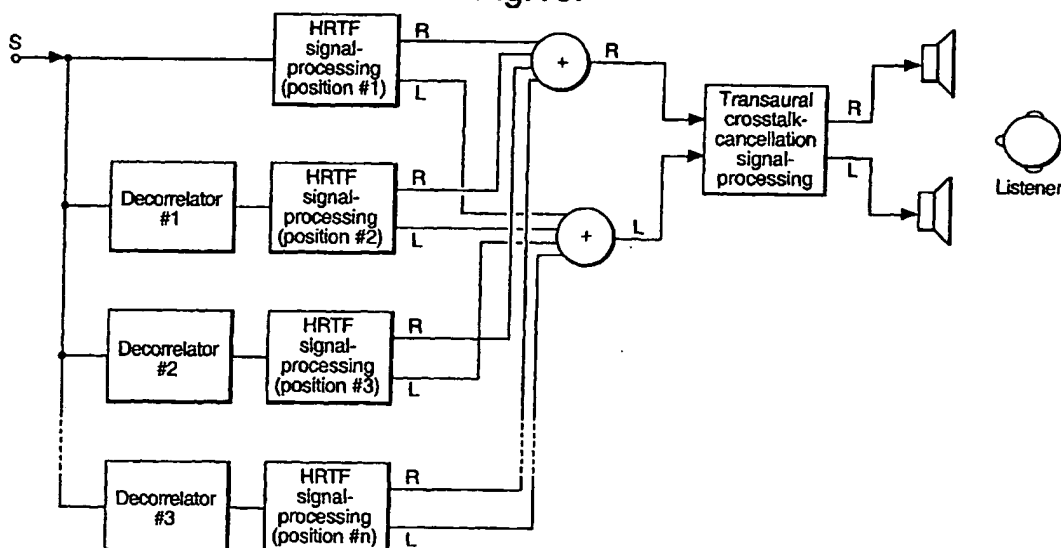 S
HRTF
signal-
processing
(position #1)
R
L
+
R
Transaural
crosstalk-
cancellation
signal-
processing
R
L
Listener
Decorrelator
#1
HRTF
signal-
processing
(position #2)
R
L
+
L
Decorrelator
#2
HRTF
signal-
processing
(position #3)
R
L
Decorrelator
#3
HRTF
signal-
processing
(position #n)
R
L